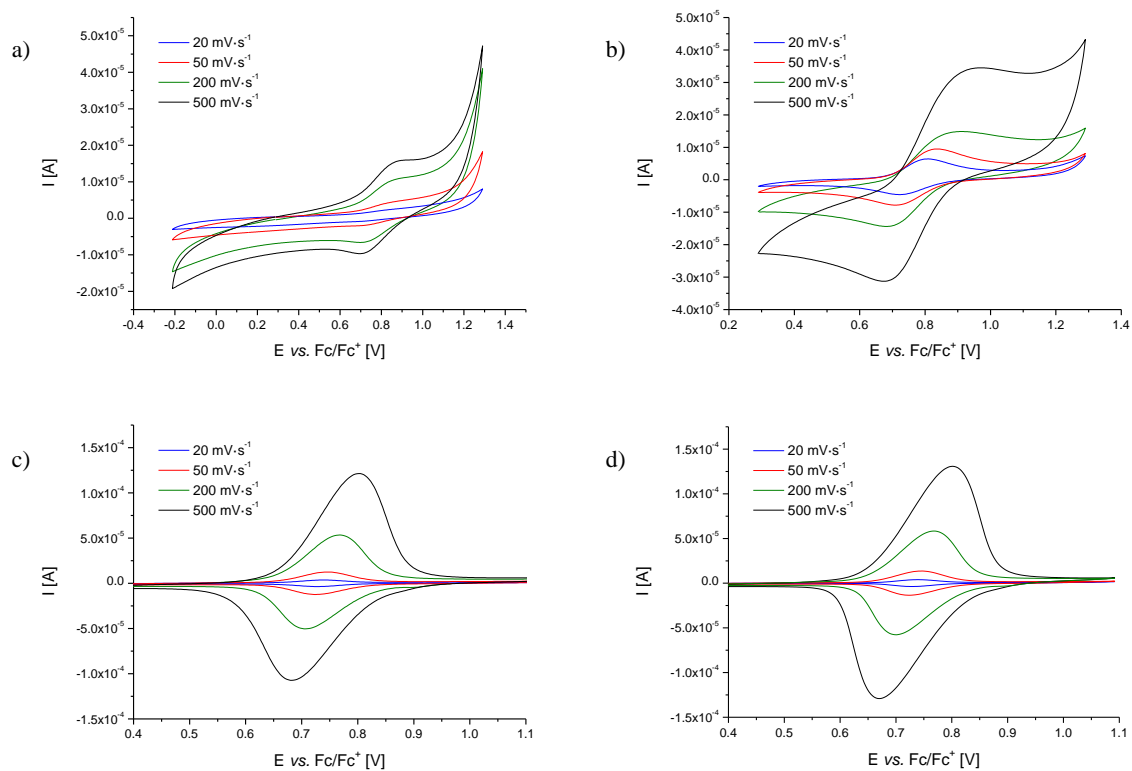 a)
5.0x10⁻⁵
4.0x10⁻⁵
3.0x10⁻⁵
2.0x10⁻⁵
1.0x10⁻⁵
0.0
-1.0x10⁻⁵
-2.0x10⁻⁵
I [A]
20 mV·s⁻¹
50 mV·s⁻¹
200 mV·s⁻¹
500 mV·s⁻¹
-0.4 -0.2 0.0 0.2 0.4 0.6 0.8 1.0 1.2 1.4
E vs. Fc/Fc⁺ [V]
b)
5.0x10⁻⁵
4.0x10⁻⁵
3.0x10⁻⁵
2.0x10⁻⁵
1.0x10⁻⁵
0.0
-1.0x10⁻⁵
-2.0x10⁻⁵
-3.0x10⁻⁵
-4.0x10⁻⁵
I [A]
20 mV·s⁻¹
50 mV·s⁻¹
200 mV·s⁻¹
500 mV·s⁻¹
0.2 0.4 0.6 0.8 1.0 1.2 1.4
E vs. Fc/Fc⁺ [V]
c)
1.5x10⁻⁴
1.0x10⁻⁴
5.0x10⁻⁵
0.0
-5.0x10⁻⁵
-1.0x10⁻⁴
-1.5x10⁻⁴
I [A]
20 mV·s⁻¹
50 mV·s⁻¹
200 mV·s⁻¹
500 mV·s⁻¹
0.4 0.5 0.6 0.7 0.8 0.9 1.0 1.1
E vs. Fc/Fc⁺ [V]
d)
1.5x10⁻⁴
1.0x10⁻⁴
5.0x10⁻⁵
0.0
-5.0x10⁻⁵
-1.0x10⁻⁴
-1.5x10⁻⁴
I [A]
20 mV·s⁻¹
50 mV·s⁻¹
200 mV·s⁻¹
500 mV·s⁻¹
0.4 0.5 0.6 0.7 0.8 0.9 1.0 1.1
E vs. Fc/Fc⁺ [V]